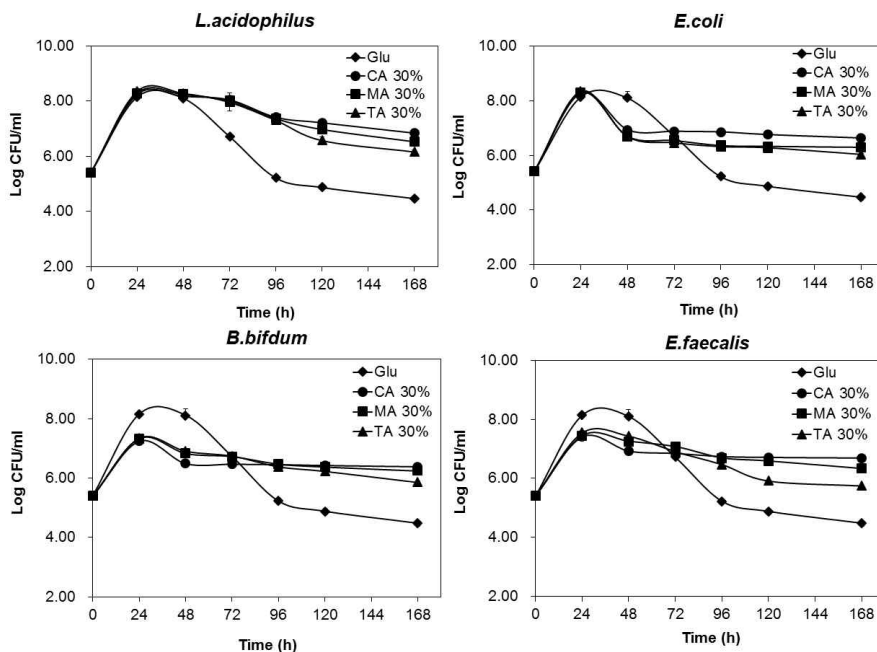 L.acidophilus
10.00
8.00
6.00
4.00
2.00
Log CFU/ml
Glu
CA 30%
MA 30%
TA 30%
0 24 48 72 96 120 144 168
Time (h)
E.coli
10.00
8.00
6.00
4.00
2.00
Log CFU/ml
Glu
CA 30%
MA 30%
TA 30%
0 24 48 72 96 120 144 168
Time (h)
B.bifdum
10.00
8.00
6.00
4.00
2.00
Log CFU/ml
Glu
CA 30%
MA 30%
TA 30%
0 24 48 72 96 120 144 168
Time (h)
E.faecalis
10.00
8.00
6.00
4.00
2.00
Log CFU/ml
Glu
CA 30%
MA 30%
TA 30%
0 24 48 72 96 120 144 168
Time (h)